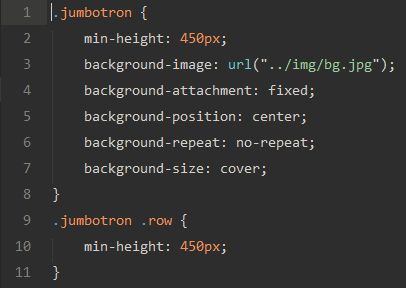 1 .jumbotron {
2 min-height: 450px;
3 background-image: url("../img/bg.jpg");
4 background-attachment: fixed;
5 background-position: center;
6 background-repeat: no-repeat;
7 background-size: cover;
8 }
9 .jumbotron .row {
10 min-height: 450px;
11 }